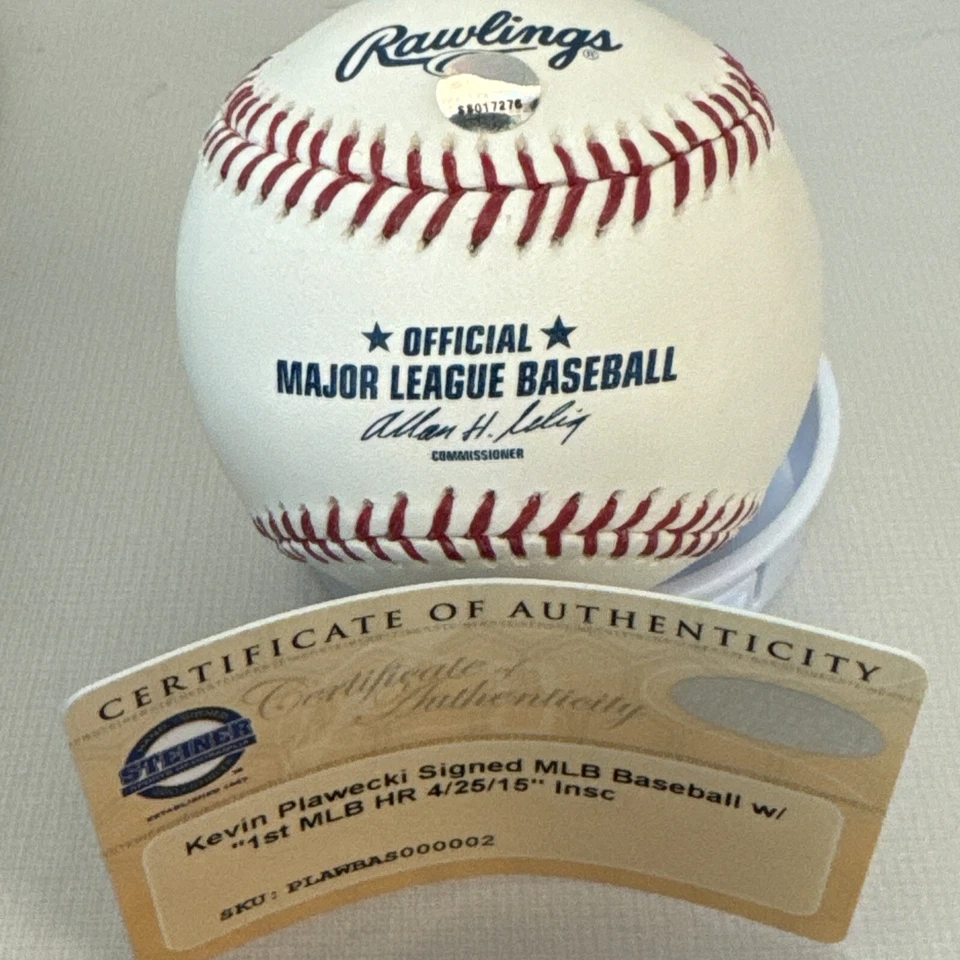 Rawlings®
SS017276
★ OFFICIAL ★
MAJOR LEAGUE BASEBALL
Allan H. Selig
COMMISSIONER
CERTIFICATE OF AUTHENTICITY
Certificate of
Authenticity
STEINER
Kevin Plawecki Signed MLB Baseball w/
"1st MLB HR 4/25/15" Insc
SKU: PLAWBAS000002